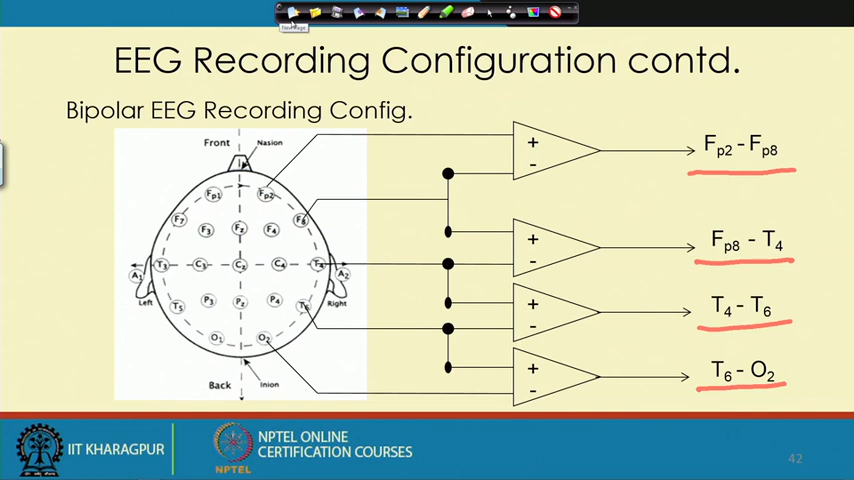 New Page
EEG Recording Configuration contd.
Bipolar EEG Recording Config.
Front
Nasion
Fp1
Fp2
F7
F3
Fz
F4
F8
A1
T3
C3
Cz
C4
T4
A2
Left
Right
T5
P3
Pz
P4
T6
O1
O2
Back
Inion
+
-
Fp2 - Fp8
+
-
Fp8 - T4
+
-
T4 - T6
+
-
T6 - O2
IIT KHARAGPUR
NPTEL
NPTEL ONLINE
CERTIFICATION COURSES
42